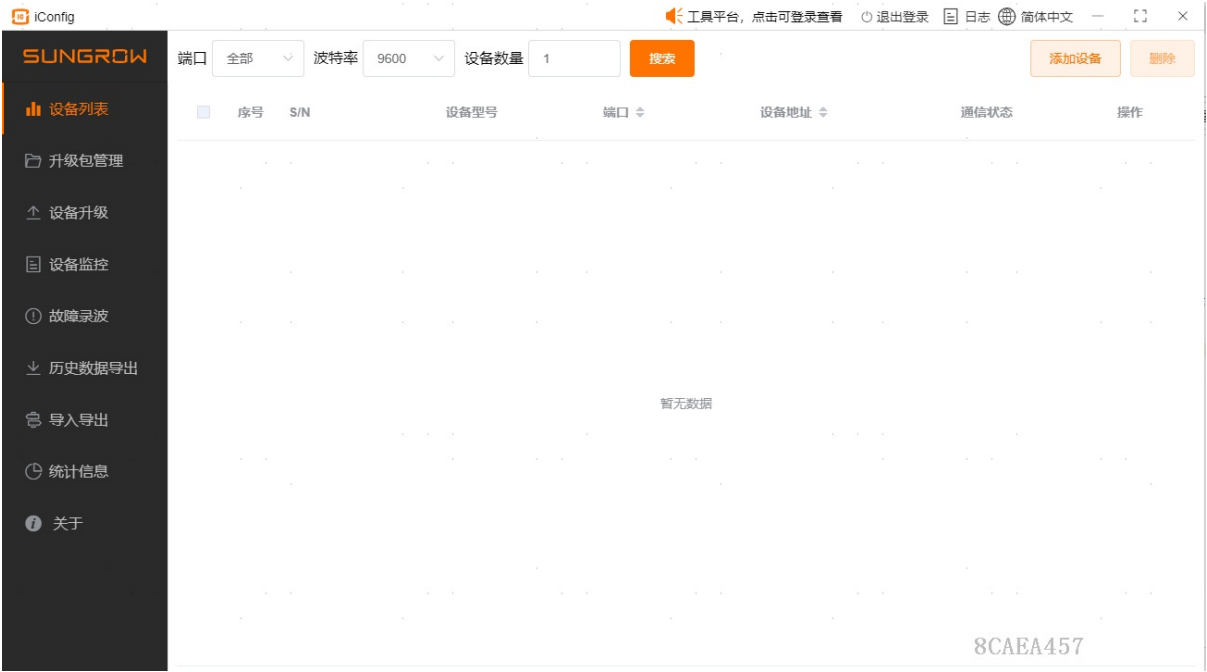 iConfig 工具平台，点击可登录查看 退出登录 日志 简体中文
SUNGROW 端口 全部 波特率 9600 设备数量 1 搜索 添加设备 删除
设备列表 序号 S/N 设备型号 端口 设备地址 通信状态 操作
升级包管理
设备升级
设备监控
故障录波
历史数据导出
暂无数据
导入导出
统计信息
关于
8CAEA457